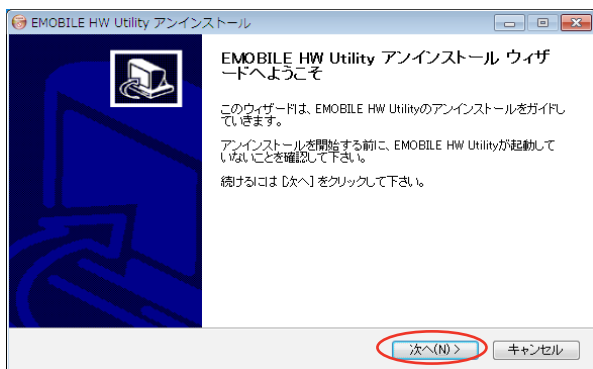 EMOBILE HW Utility アンインストール
EMOBILE HW Utility アンインストール ウィザ
ードへようこそ
このウィザードは、EMOBILE HW Utilityのアンインストールをガイドし
ていきます。
アンインストールを開始する前に、EMOBILE HW Utilityが起動して
いないことを確認して下さい。
続けるには [次へ] をクリックして下さい。
次へ(N) >
キャンセル